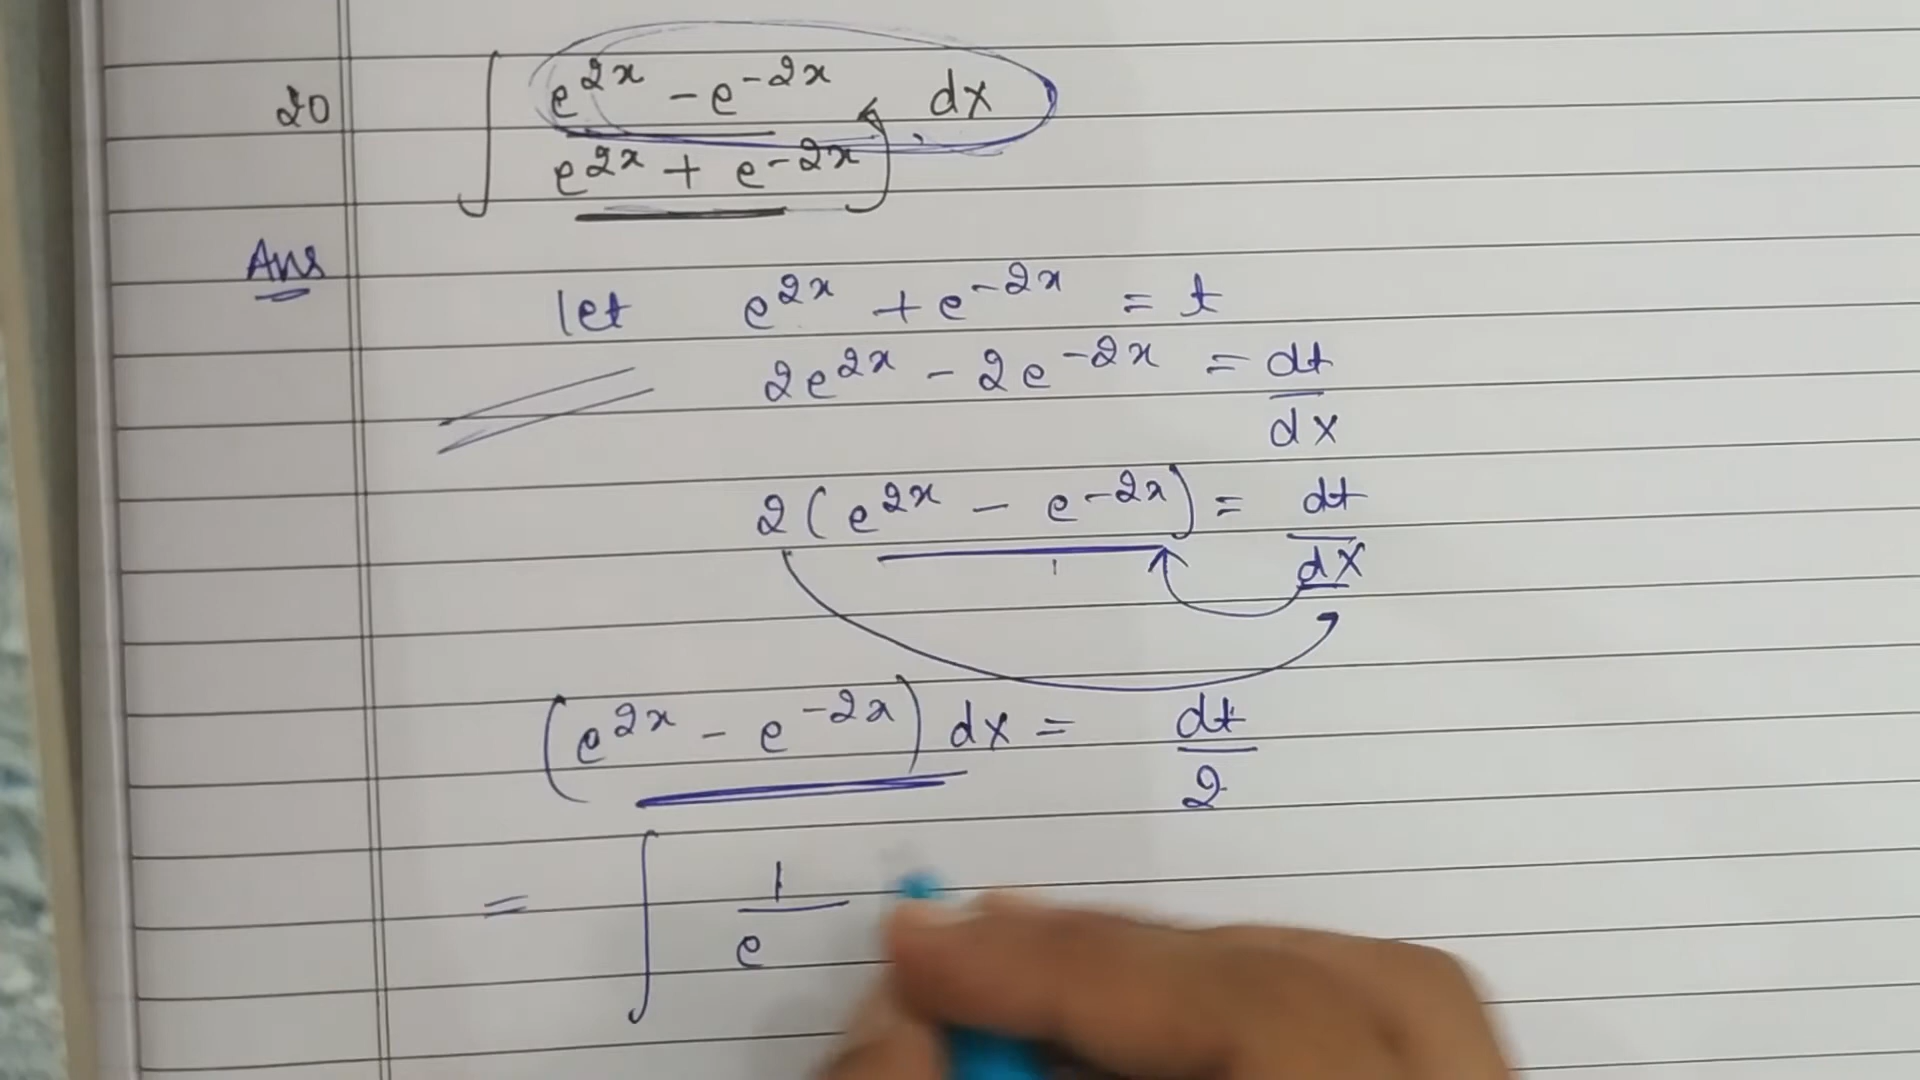 20 ∫ e^2x - e^-2x / e^2x + e^-2x . dx
Ans
let e^2x + e^-2x = t
2e^2x - 2e^-2x = dt/dx
2(e^2x - e^-2x) = dt/dx
(e^2x - e^-2x) dx = dt/2
= ∫ 1/e